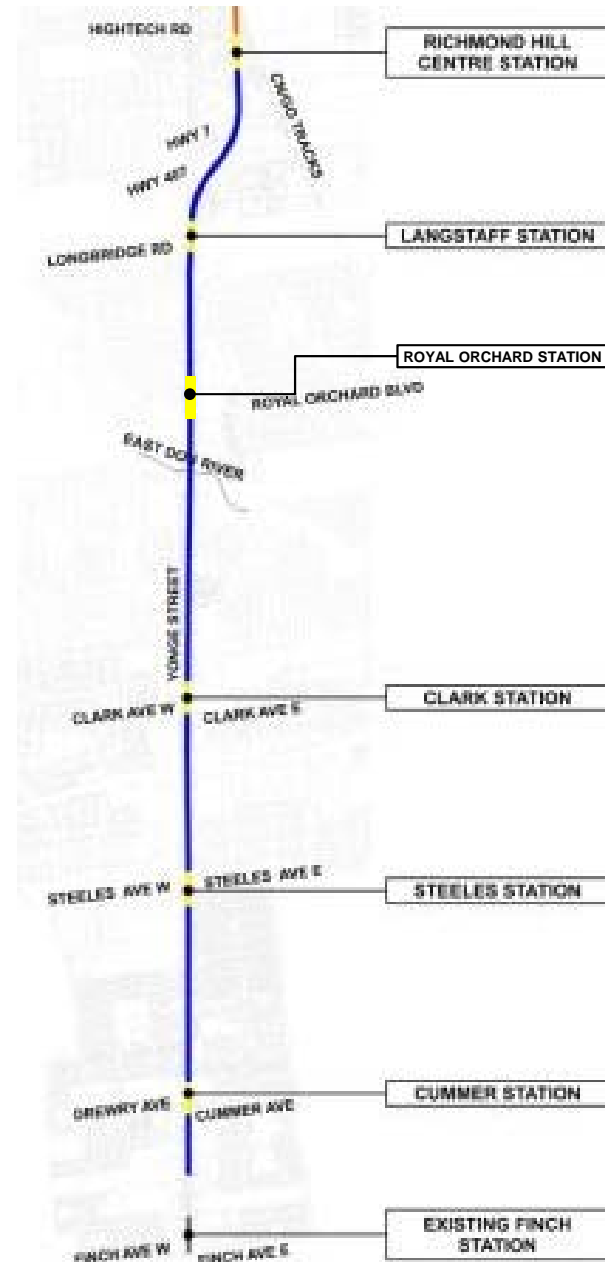 HIGHTECH RD
RICHMOND HILL
CENTRE STATION
CN/GO TRACKS
HWY 7
HWY 407
LANGSTAFF STATION
LONGBRIDGE RD
ROYAL ORCHARD STATION
ROYAL ORCHARD BLVD
EAST DON RIVER
YONGE STREET
CLARK STATION
CLARK AVE W
CLARK AVE E
STEELES AVE E
STEELES AVE W
STEELES STATION
CUMMER STATION
DREWRY AVE
CUMMER AVE
EXISTING FINCH
STATION
FINCH AVE W
FINCH AVE E